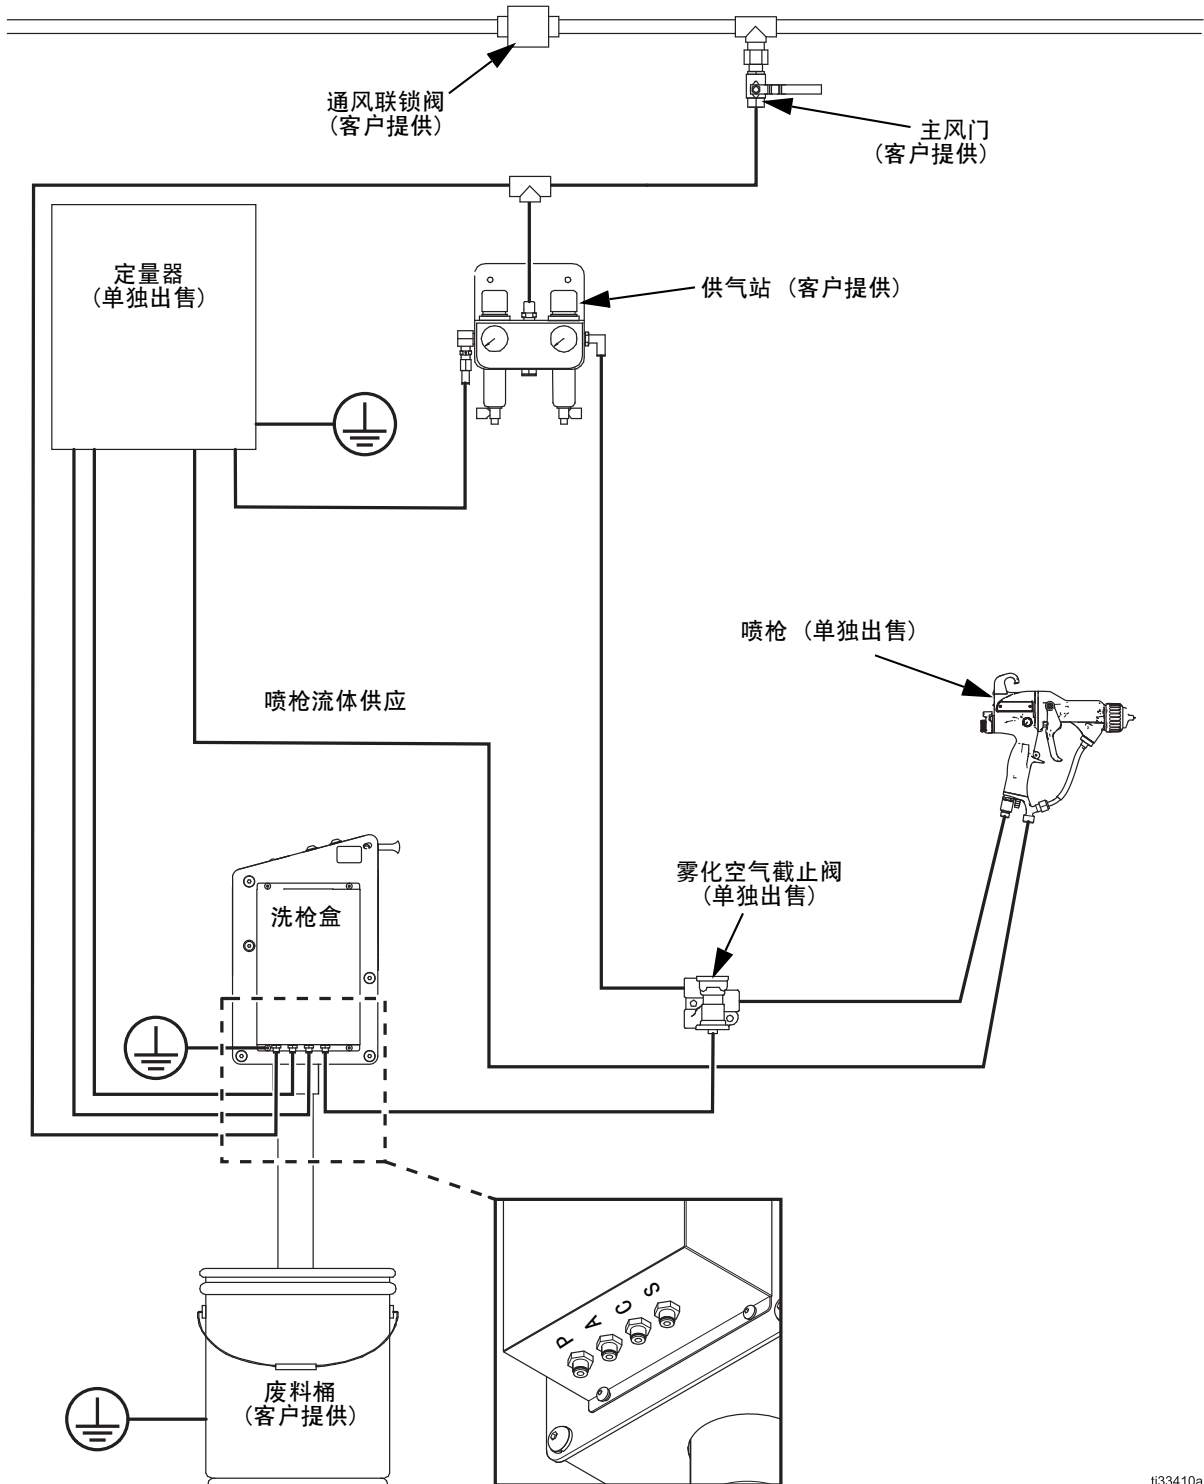 通风联锁阀
(客户提供)
主风门
(客户提供)
定量器
(单独出售)
供气站 (客户提供)
喷枪 (单独出售)
喷枪流体供应
雾化空气截止阀
(单独出售)
洗枪盒
P A C S
废料桶
(客户提供)
ti33410a